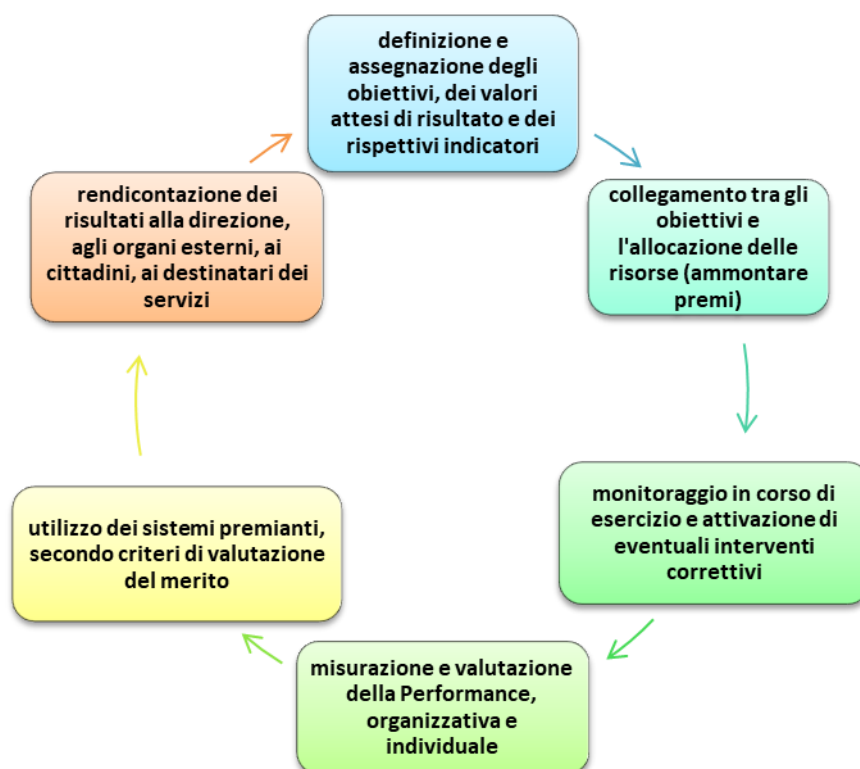 definizione e
assegnazione degli
obiettivi, dei valori
attesi di risultato e dei
rispettivi indicatori
collegamento tra gli
obiettivi e
l'allocazione delle
risorse (ammontare
premi)
monitoraggio in corso di
esercizio e attivazione di
eventuali interventi
correttivi
misurazione e valutazione
della Performance,
organizzativa e
individuale
utilizzo dei sistemi premianti,
secondo criteri di valutazione
del merito
rendicontazione dei
risultati alla direzione,
agli organi esterni, ai
cittadini, ai destinatari dei
servizi